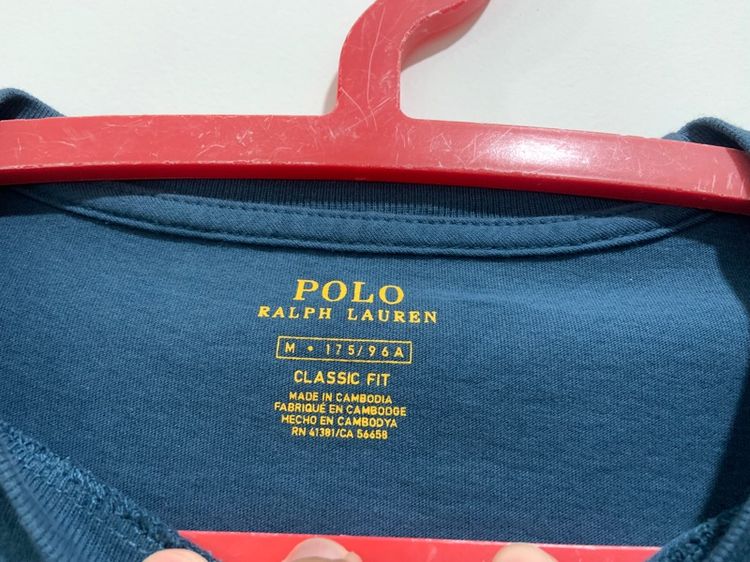 POLO
RALPH LAUREN
M • 175/96A
CLASSIC FIT
MADE IN CAMBODIA
FABRIQUÉ EN CAMBODGE
HECHO EN CAMBODYA
RN 41381/CA 56658